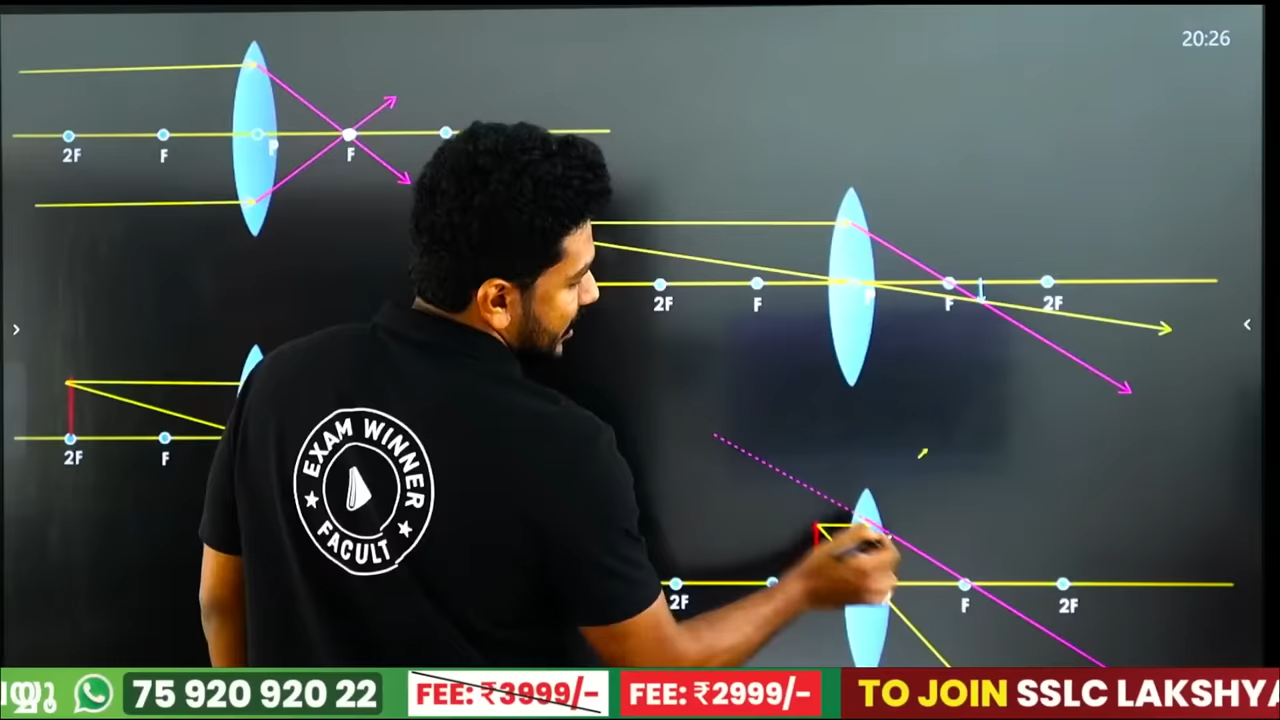 20:26
2F F P F
2F F P F 2F
2F F
2F F 2F
EXAM WINNER
FACULT
75 920 920 22 FEE: ₹3999/- FEE: ₹2999/- TO JOIN SSLC LAKSHYA